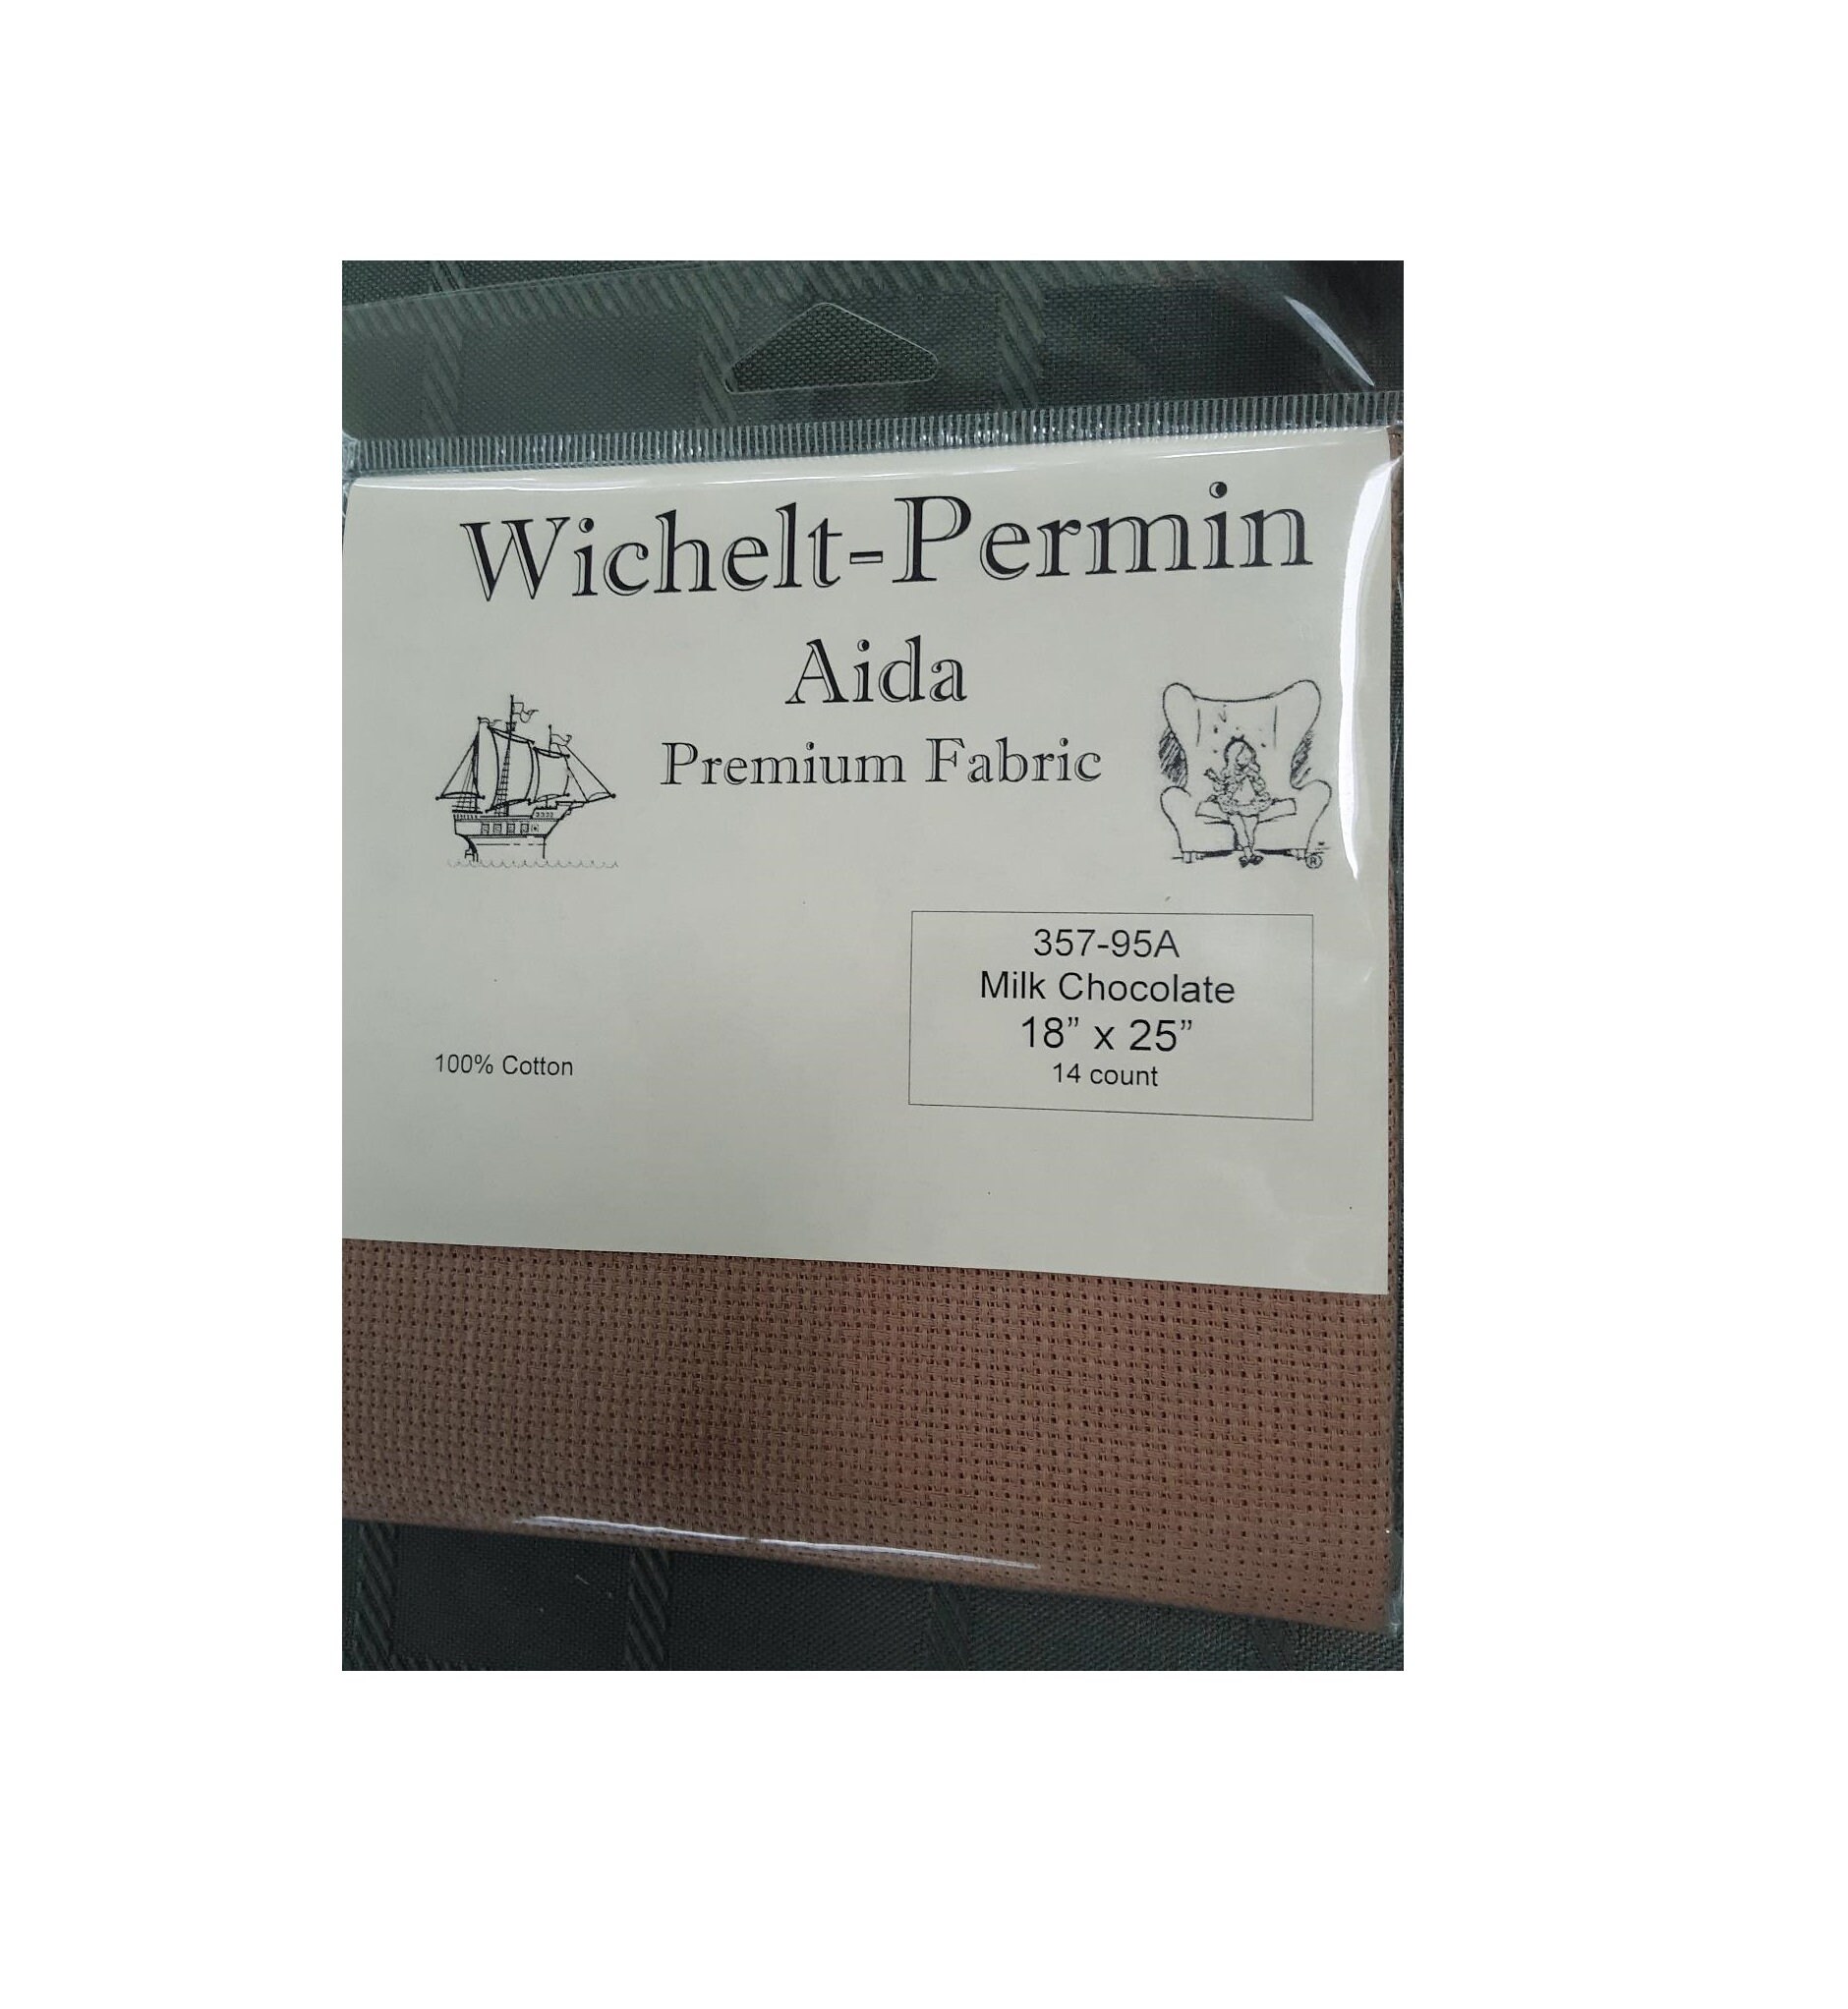 Wichelt-Permin
Aida
Premium Fabric
®
357-95A
Milk Chocolate
18” x 25”
14 count
100% Cotton